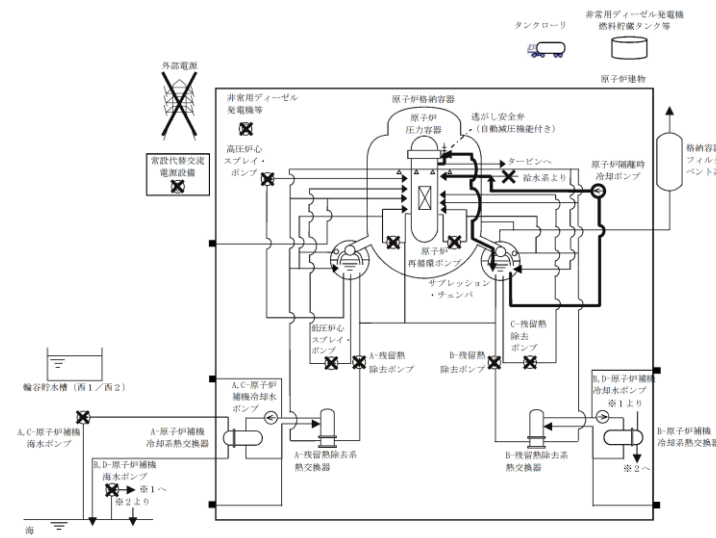 タンクローリ
非常用ディーゼル発電機
燃料貯蔵タンク等
外部電源
原子炉建物
非常用ディーゼル
発電機等
原子炉格納容器
原子炉
圧力容器
逃がし安全弁
(自動減圧機能付き)
高圧炉心
スプレイ・
ポンプ
常設代替交流
電源設備
タービンへ
給水系より
原子炉隔離時
冷却ポンプ
格納容器
フィルタ
ベント系
原子炉
再循環ポンプ
サプレッション
・チェンバ
低圧炉心
スプレイ・
ポンプ
A-残留熱
除去ポンプ
B-残留熱
除去ポンプ
C-残留熱
除去
ポンプ
輪谷貯水槽(西1/西2)
A,C-原子炉
補機冷却水
ポンプ
B,D-原子炉補機
冷却水ポンプ
※1より
A,C-原子炉補機
海水ポンプ
A-原子炉補機
冷却系熱交換器
B-原子炉補機
冷却系熱交換器
※2へ
A-残留熱除去系
熱交換器
B-残留熱除去系
熱交換器
B,D-原子炉補機
海水ポンプ
※1へ
※2より
海